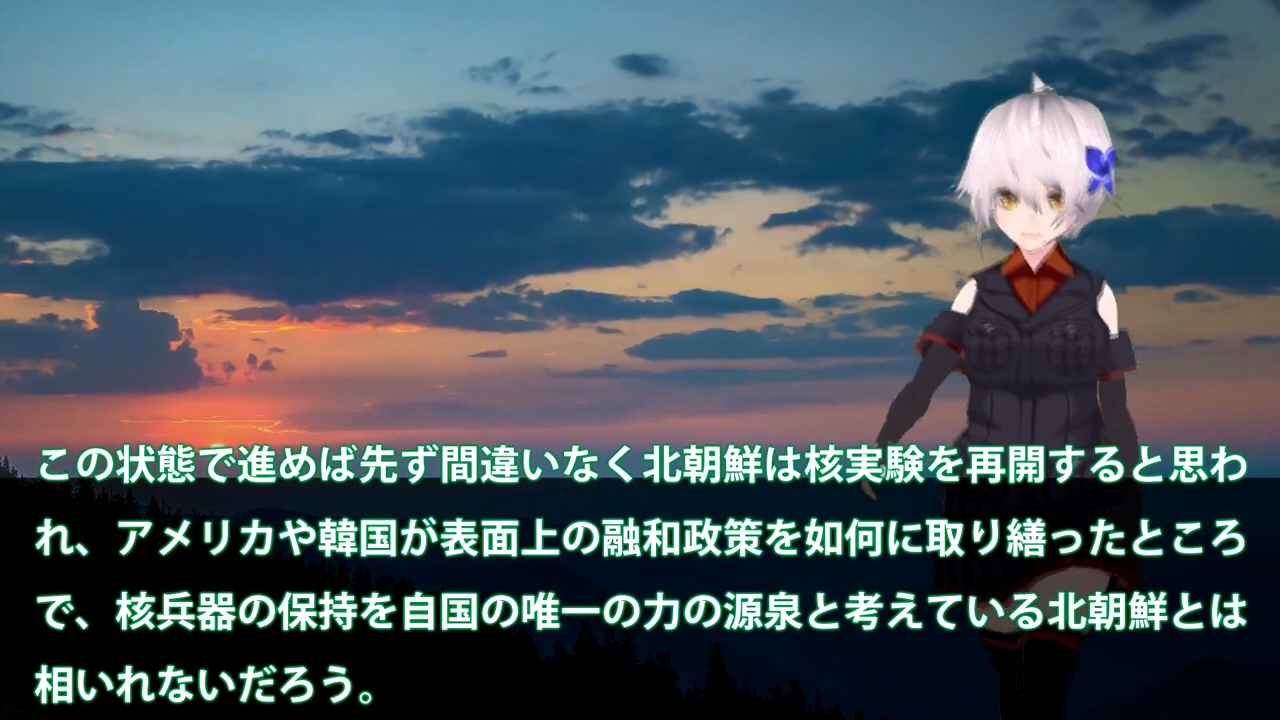 この状態で進めば先ず間違いなく北朝鮮は核実験を再開すると思わ
れ、アメリカや韓国が表面上の融和政策を如何に取り繕ったところ
で、核兵器の保持を自国の唯一の力の源泉と考えている北朝鮮とは
相いれないだろう。